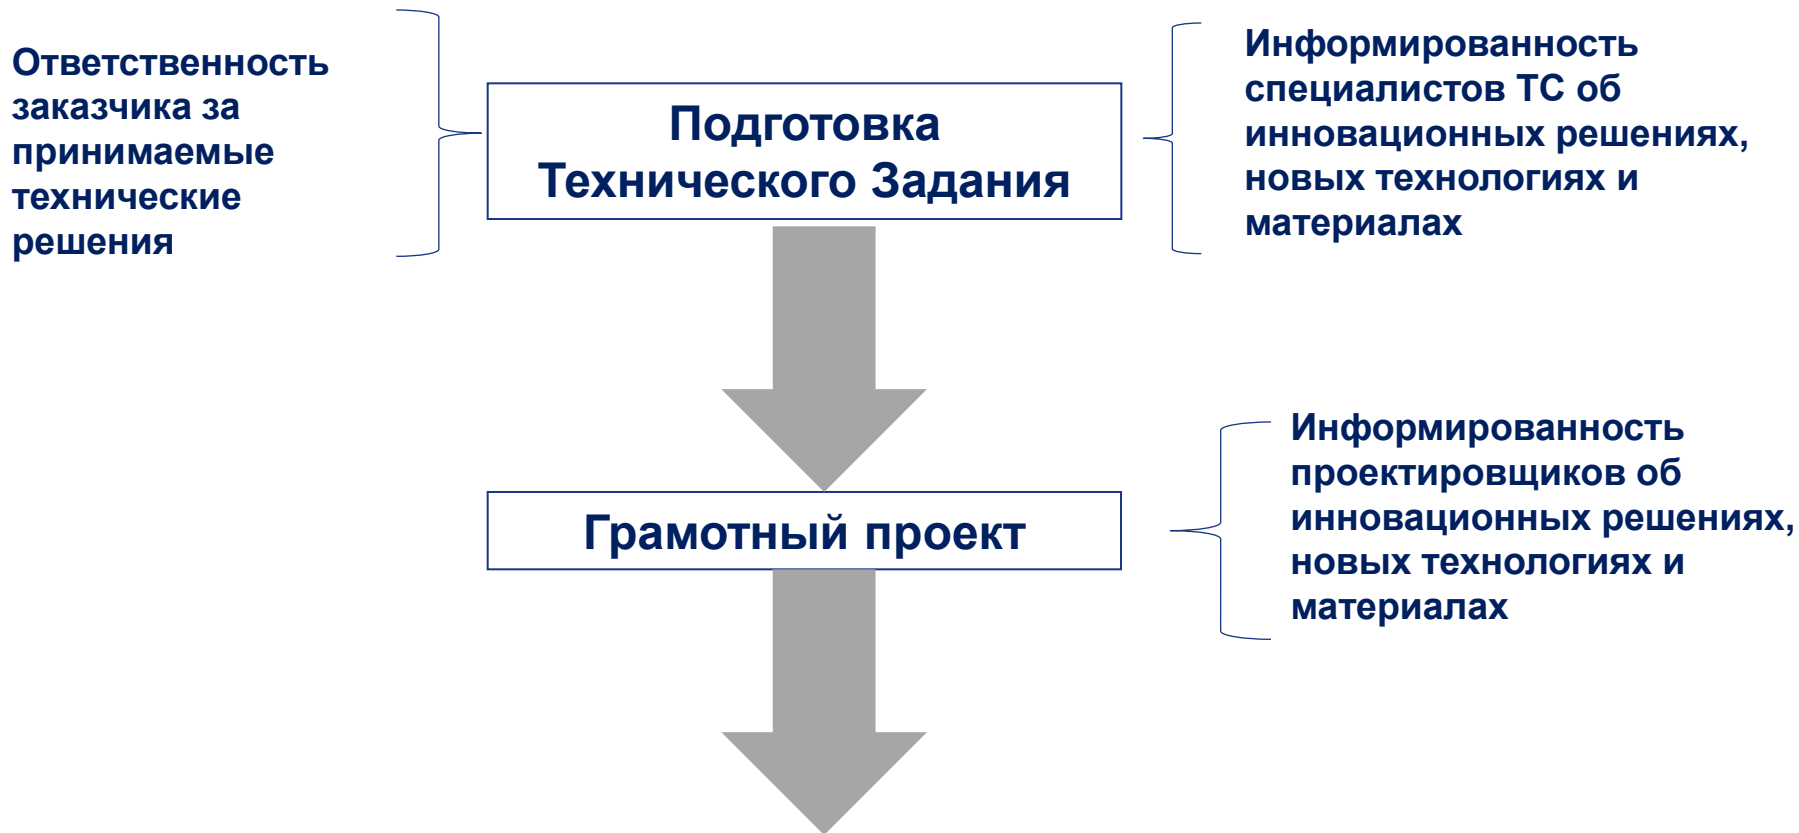 Ответственность
заказчика за
принимаемые
технические
решения
Подготовка
Технического Задания
Информированность
специалистов ТС об
инновационных решениях,
новых технологиях и
материалах
Грамотный проект
Информированность
проектировщиков об
инновационных решениях,
новых технологиях и
материалах